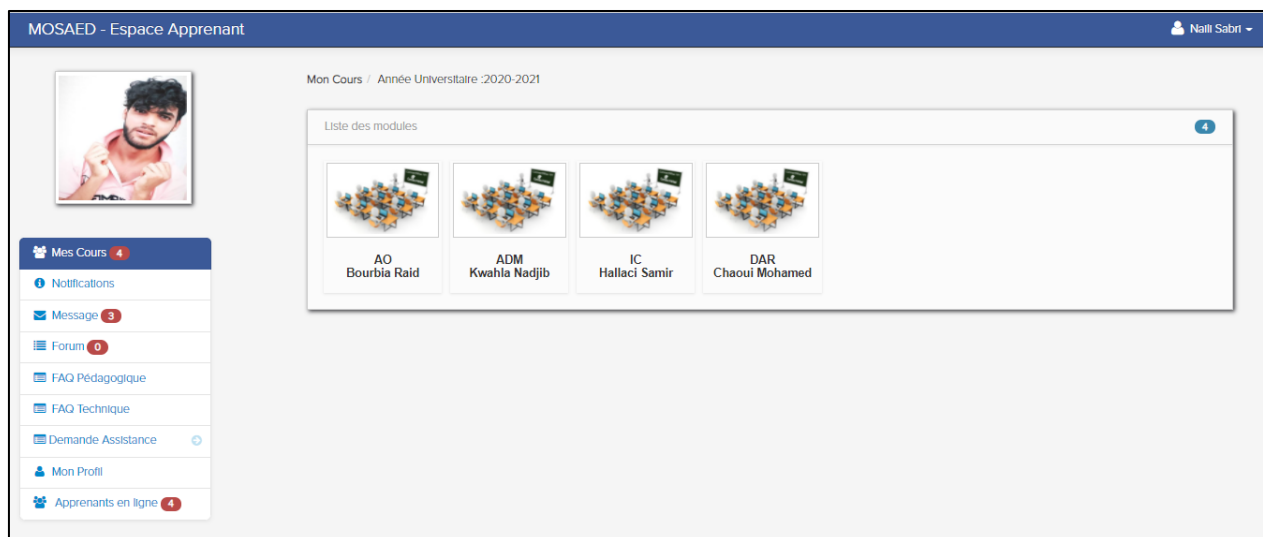 MOSAED - Espace Apprenant
Naili Sabri
Mon Cours / Année Universitaire :2020-2021
Liste des modules 4
AO
Bourbia Raid
ADM
Kwahla Nadjib
IC
Hallaci Samir
DAR
Chaoui Mohamed
Mes Cours 4
Notifications
Message 3
Forum 0
FAQ Pédagogique
FAQ Technique
Demande Assistance
Mon Profil
Apprenants en ligne 4